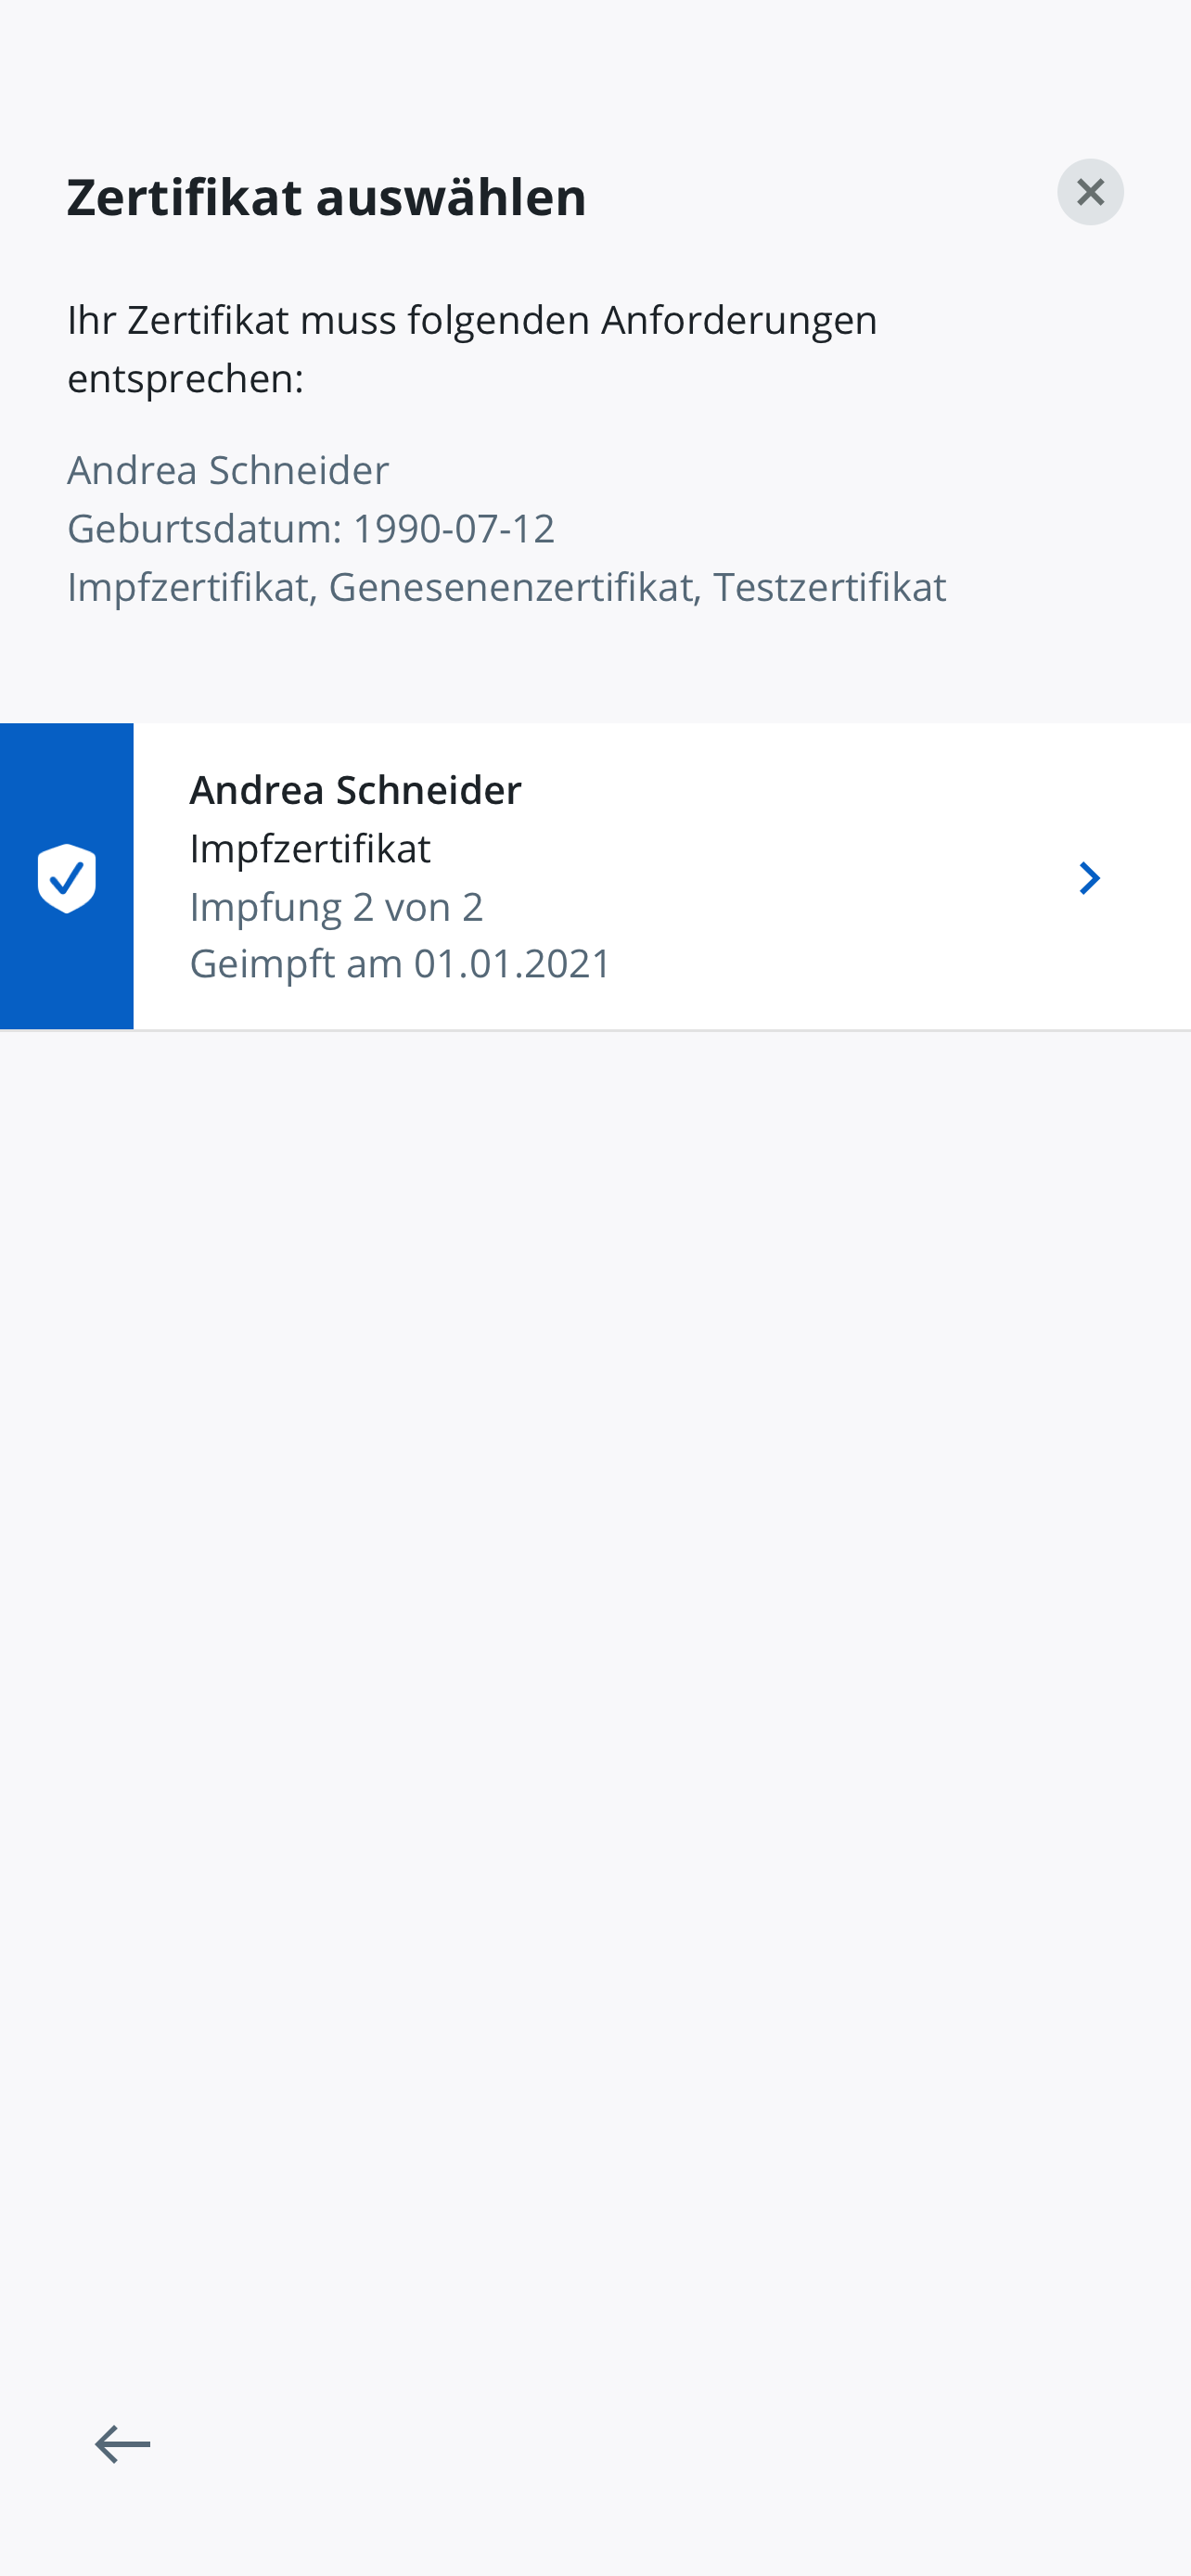 Zertifikat auswählen
Ihr Zertifikat muss folgenden Anforderungen
entsprechen:
Andrea Schneider
Geburtsdatum: 1990-07-12
Impfzertifikat, Genesenenzertifikat, Testzertifikat
Andrea Schneider
Impfzertifikat
Impfung 2 von 2
Geimpft am 01.01.2021